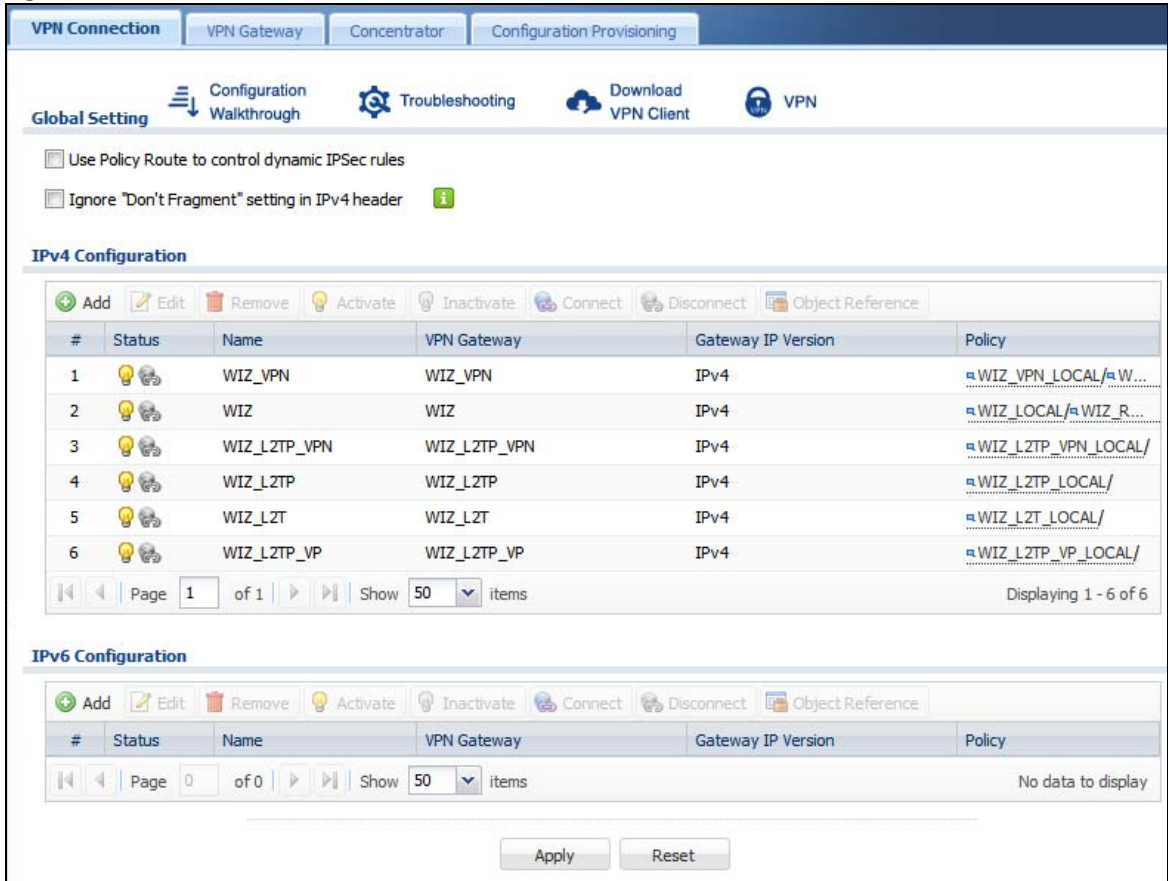 VPN Connection VPN Gateway Concentrator Configuration Provisioning
Global Setting
Configuration Walkthrough
Troubleshooting
Download VPN Client
VPN
Use Policy Route to control dynamic IPSec rules
Ignore "Don't Fragment" setting in IPv4 header
IPv4 Configuration
Add Edit Remove Activate Inactivate Connect Disconnect Object Reference
# Status Name VPN Gateway Gateway IP Version Policy
1 WIZ_VPN WIZ_VPN IPv4 WIZ_VPN_LOCAL/ W...
2 WIZ WIZ IPv4 WIZ_LOCAL/ WIZ_R...
3 WIZ_L2TP_VPN WIZ_L2TP_VPN IPv4 WIZ_L2TP_VPN_LOCAL/
4 WIZ_L2TP WIZ_L2TP IPv4 WIZ_L2TP_LOCAL/
5 WIZ_L2T WIZ_L2T IPv4 WIZ_L2T_LOCAL/
6 WIZ_L2TP_VP WIZ_L2TP_VP IPv4 WIZ_L2TP_VP_LOCAL/
Page 1 of 1 Show 50 items Displaying 1 - 6 of 6
IPv6 Configuration
Add Edit Remove Activate Inactivate Connect Disconnect Object Reference
# Status Name VPN Gateway Gateway IP Version Policy
Page 0 of 0 Show 50 items No data to display
Apply Reset